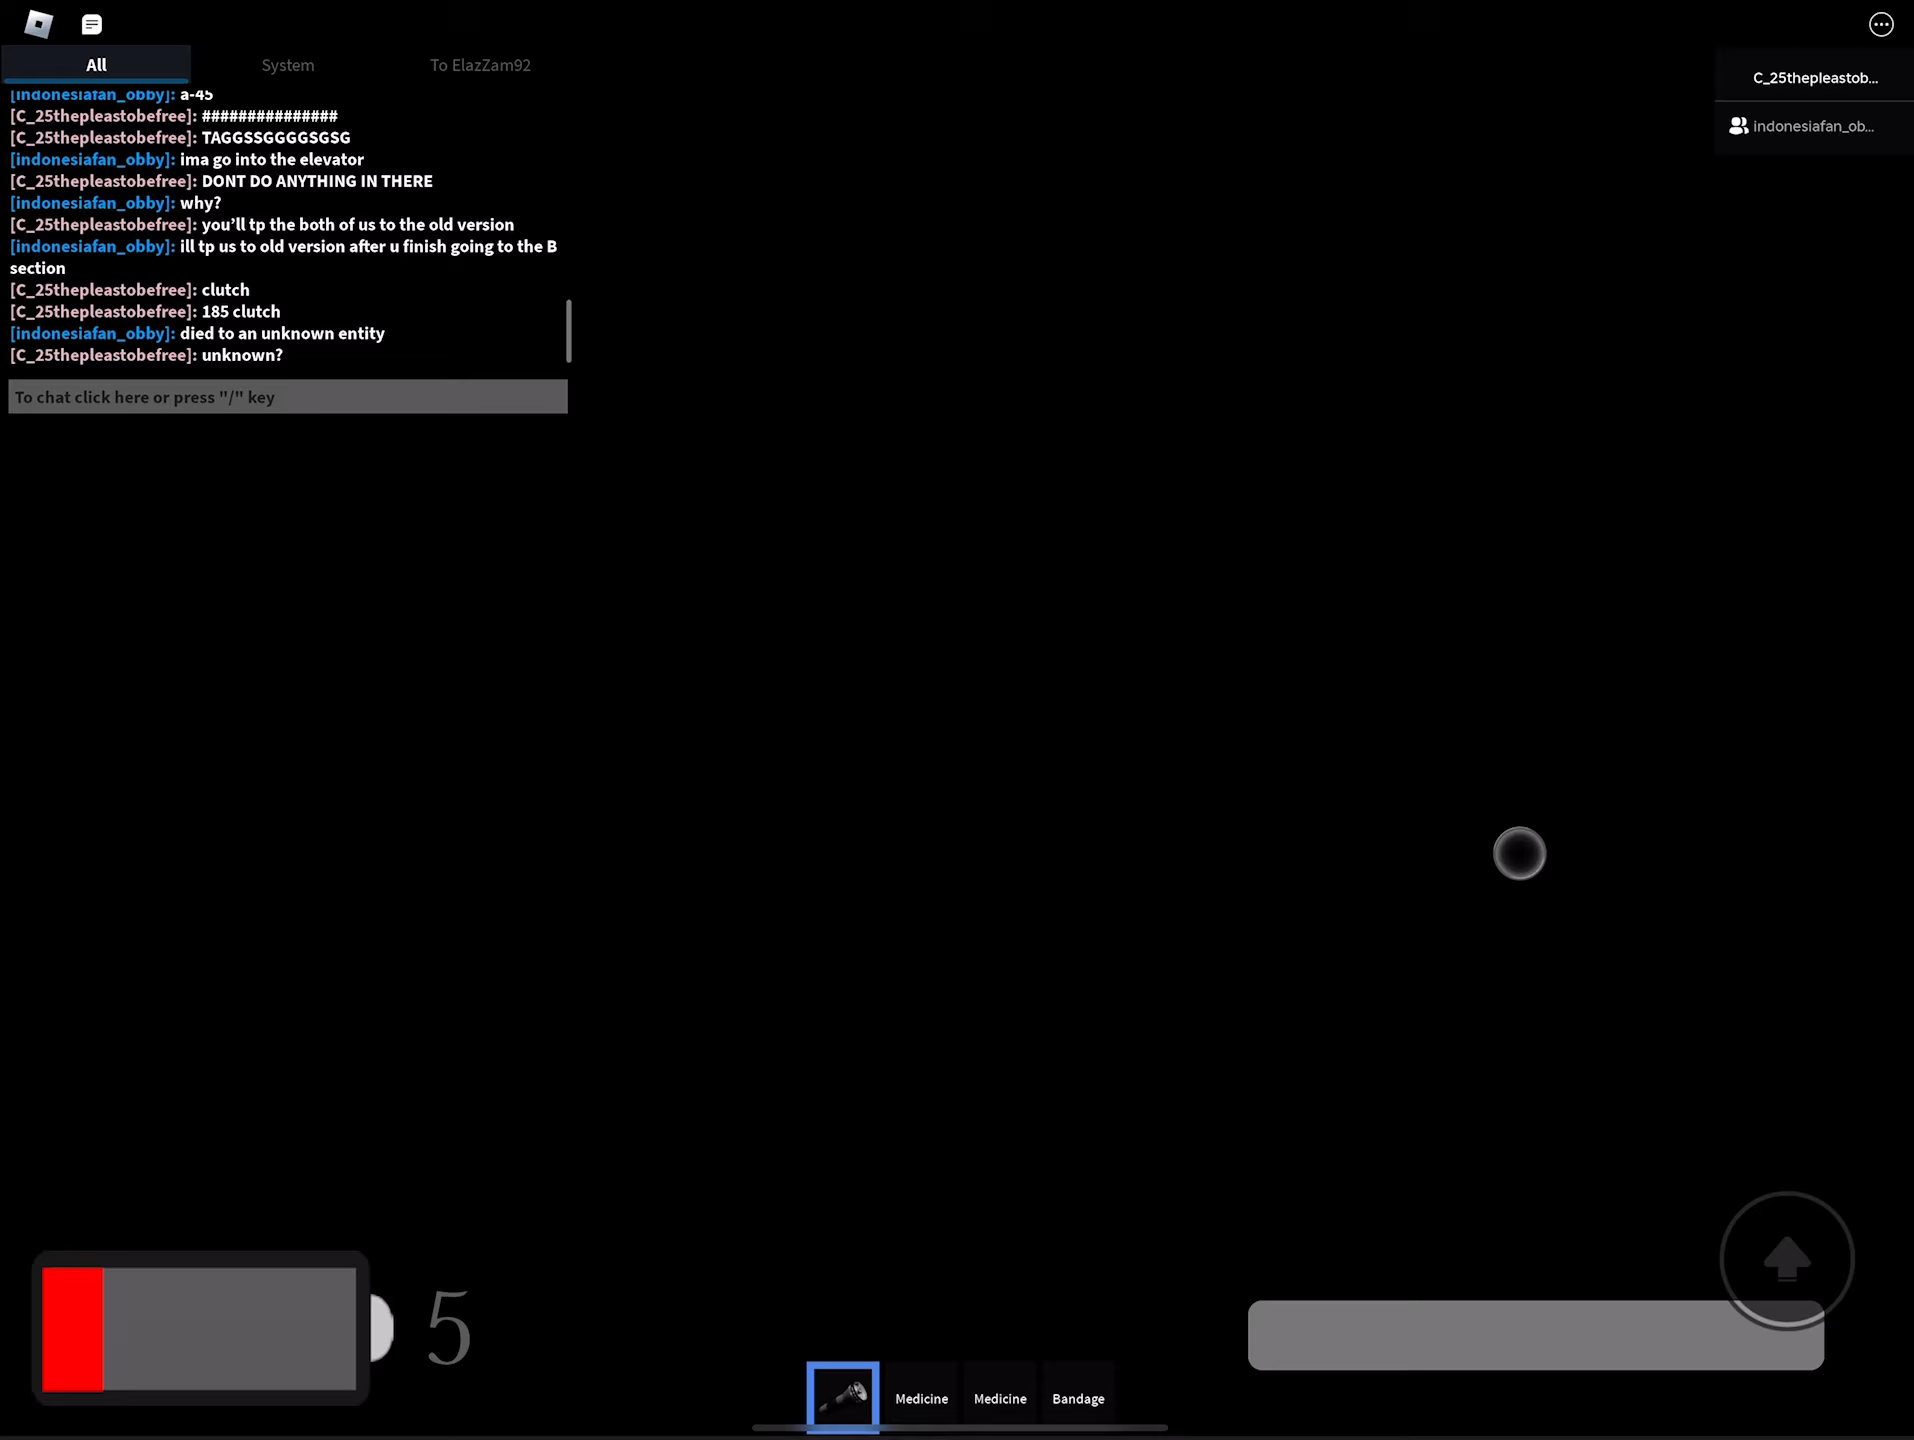 All
System
To ElazZam92
C_25thepleastob...
indonesiafan_ob...
[indonesiafan_obby]: a-45
[C_25thepleastobefree]: ###############
[C_25thepleastobefree]: TAGGSSGGGGSGSG
[indonesiafan_obby]: ima go into the elevator
[C_25thepleastobefree]: DONT DO ANYTHING IN THERE
[indonesiafan_obby]: why?
[C_25thepleastobefree]: you’ll tp the both of us to the old version
[indonesiafan_obby]: ill tp us to old version after u finish going to the B
section
[C_25thepleastobefree]: clutch
[C_25thepleastobefree]: 185 clutch
[indonesiafan_obby]: died to an unknown entity
[C_25thepleastobefree]: unknown?
To chat click here or press "/" key
5
Medicine
Medicine
Bandage